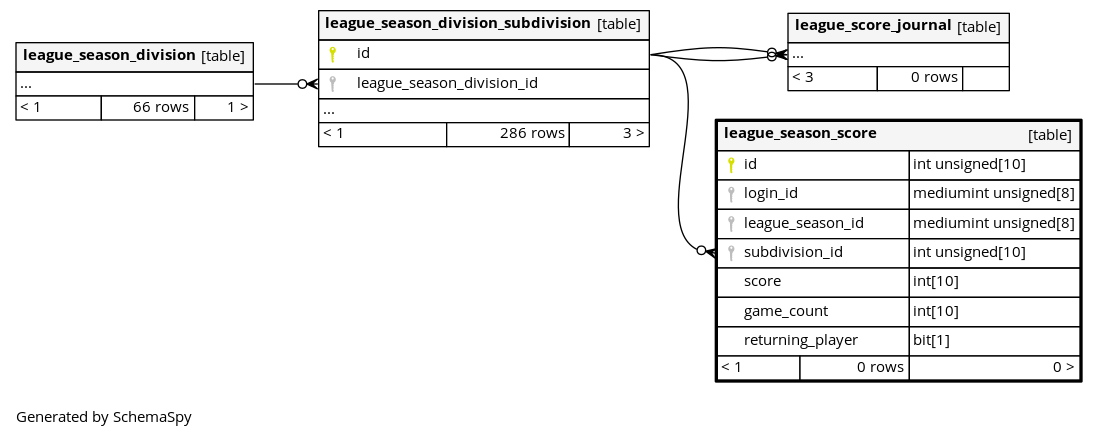 league_season_division [table]
...
< 1 66 rows 1 >
league_season_division_subdivision [table]
id
league_season_division_id
...
< 1 286 rows 3 >
league_score_journal [table]
...
< 3 0 rows
league_season_score [table]
id int unsigned[10]
login_id mediumint unsigned[8]
league_season_id mediumint unsigned[8]
subdivision_id int unsigned[10]
score int[10]
game_count int[10]
returning_player bit[1]
< 1 0 rows 0 >
Generated by SchemaSpy